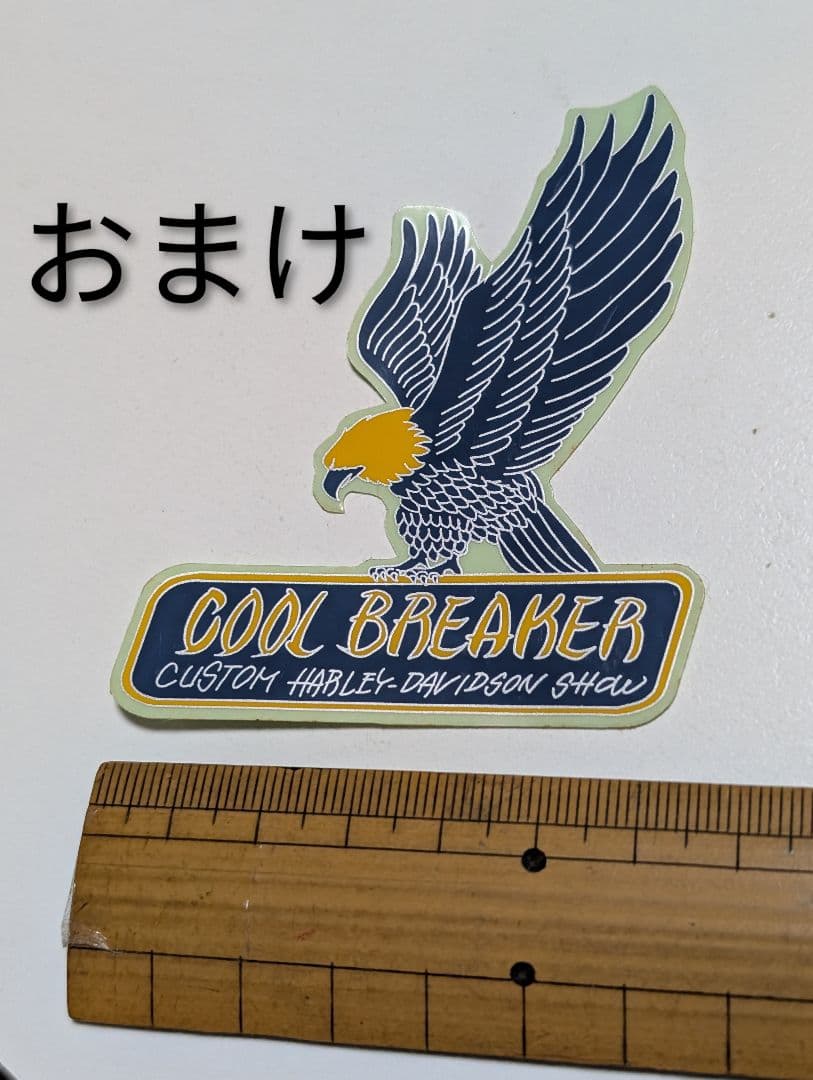 おまけ
COOL BREAKER
CUSTOM HARLEY-DAVIDSON SHOW